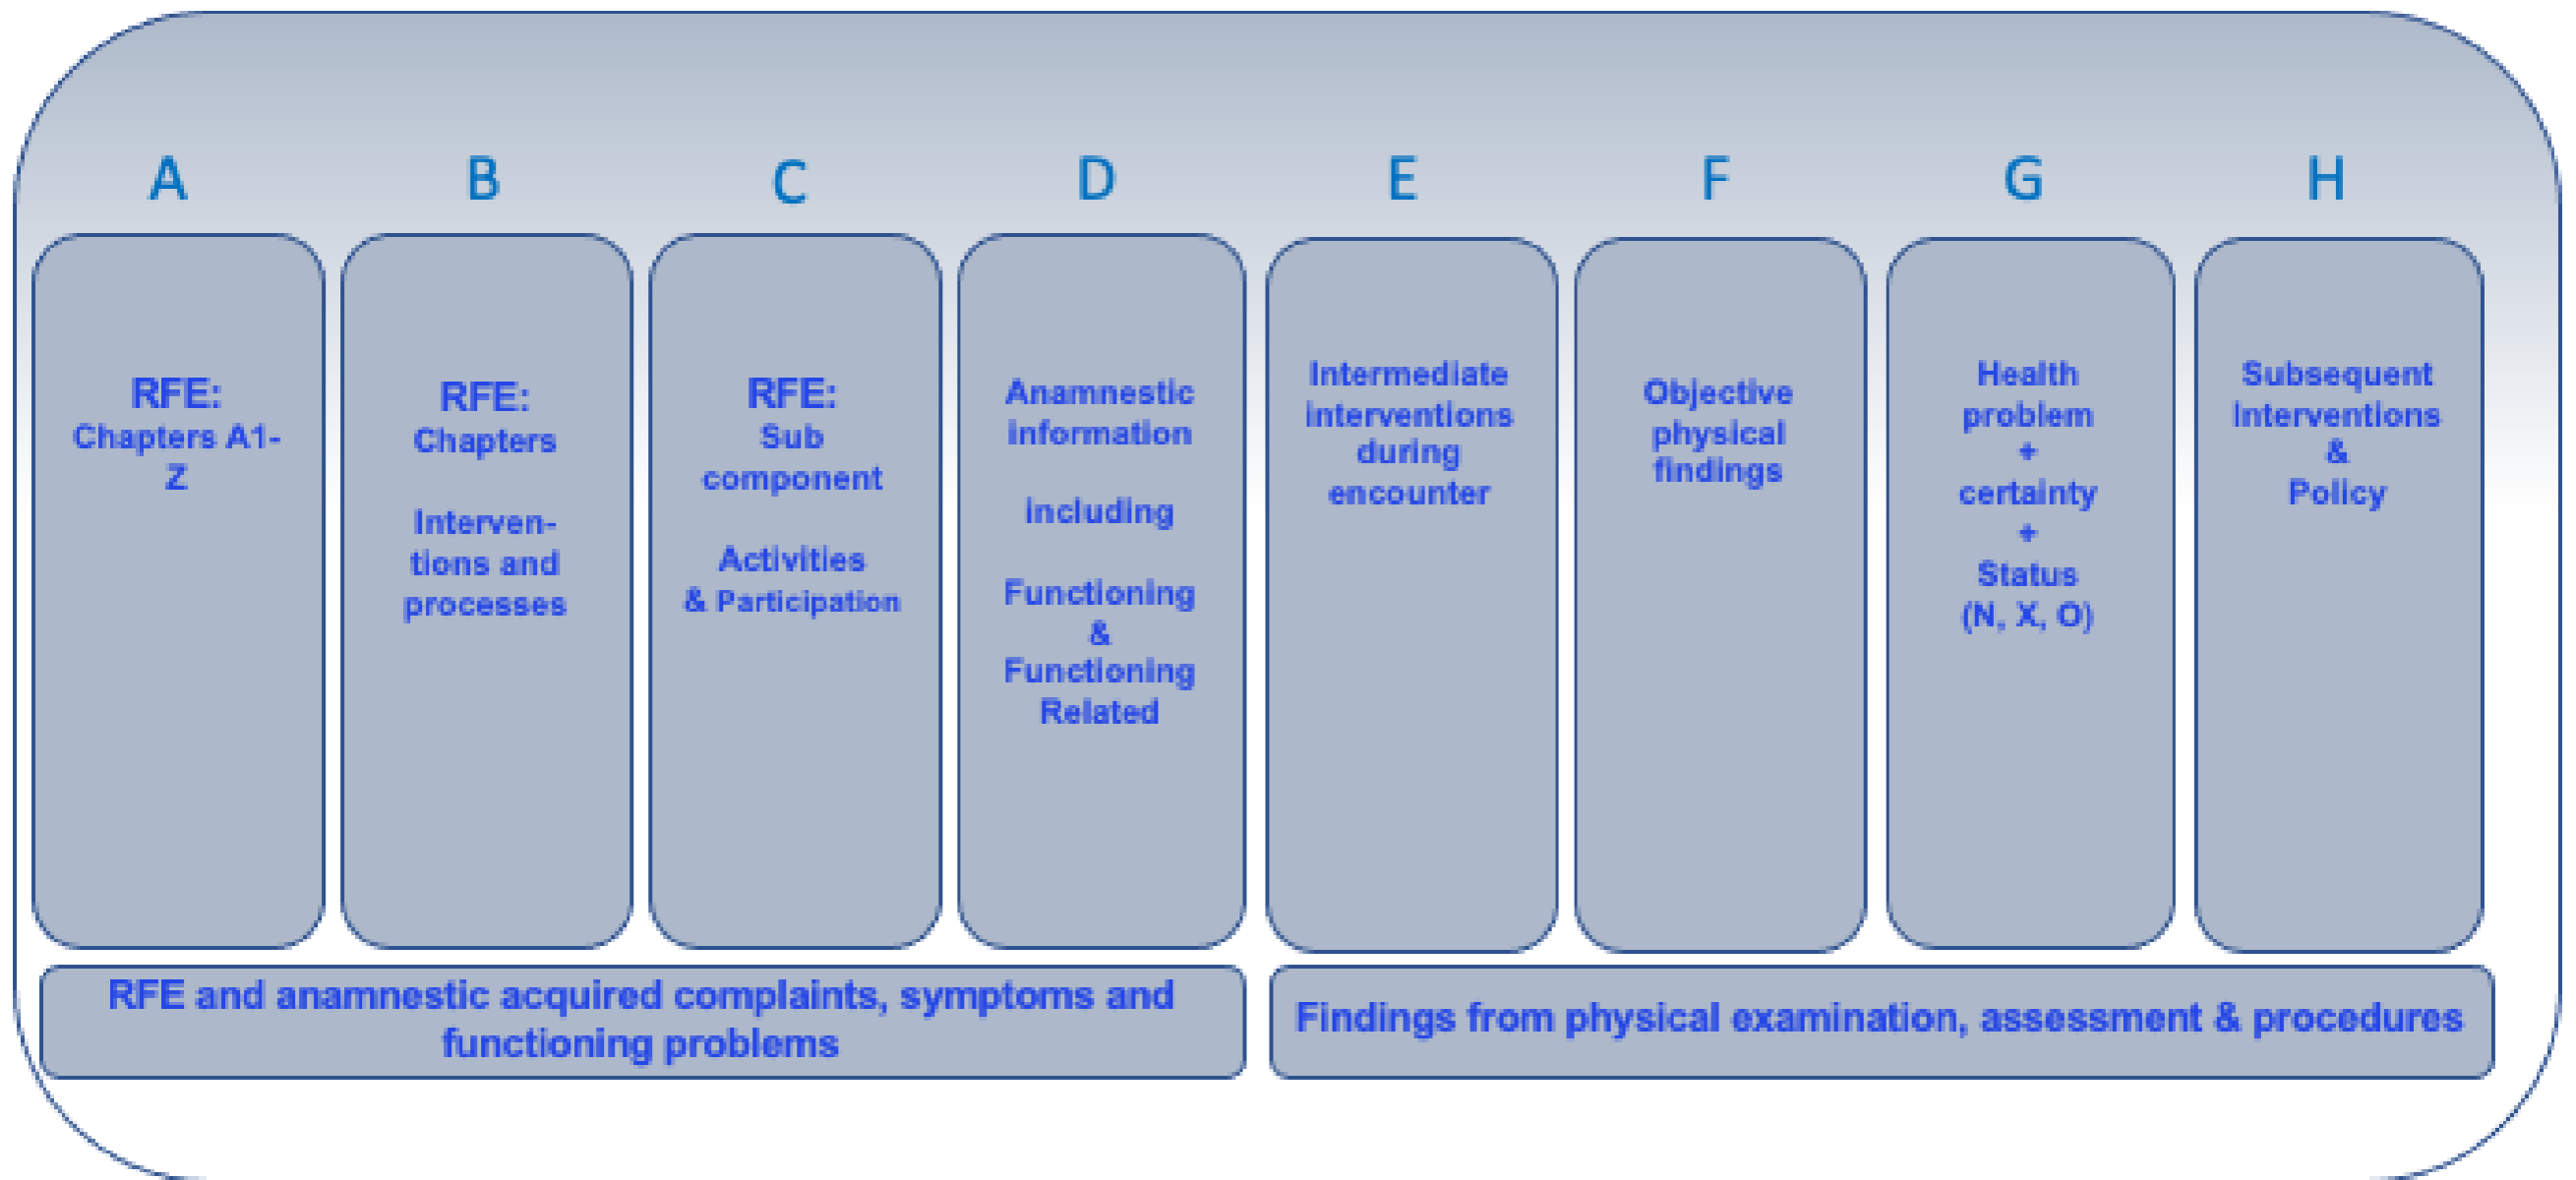 A
B
C
D
E
F
G
H
RFE:
Chapters A1-
Z
RFE:
Chapters
Interven-
tions and
processes
RFE:
Sub
component
Activities
& Participation
Anamnestic
information
including
Functioning
&
Functioning
Related
Intermediate
interventions
during
encounter
Objective
physical
findings
Health
problem
+
certainty
+
Status
(N, X, O)
Subsequent
Interventions
&
Policy
RFE and anamnestic acquired complaints, symptoms and
functioning problems
Findings from physical examination, assessment & procedures